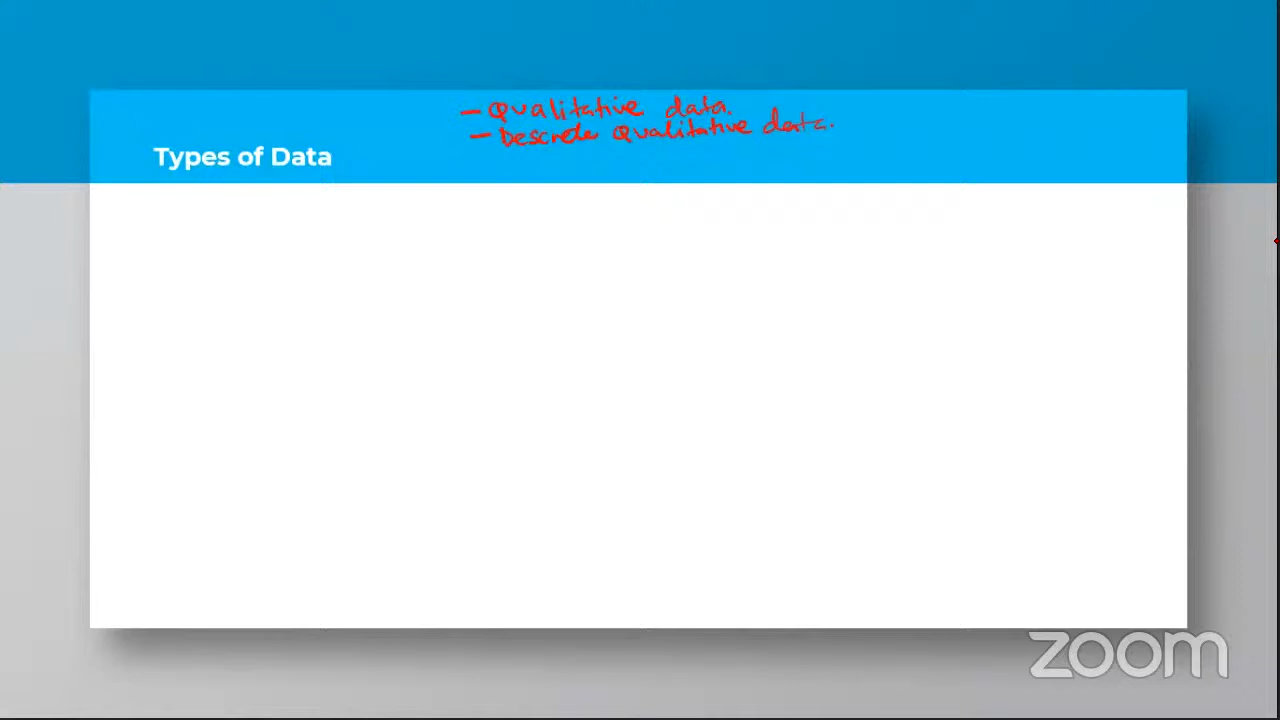 - Qualitative data.
- Descrete Qualitative data.
Types of Data
zoom